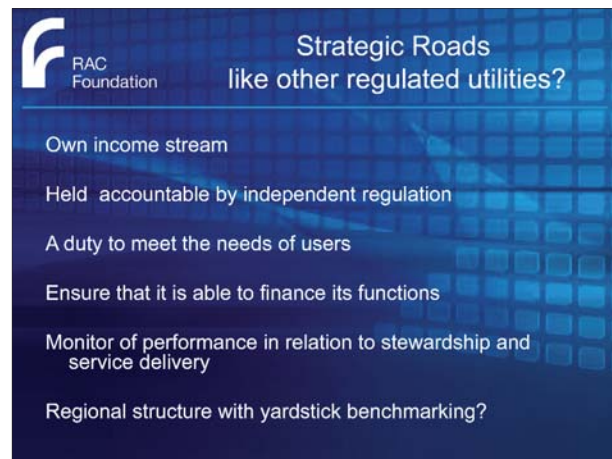 RAC
Foundation
Strategic Roads
like other regulated utilities?
Own income stream
Held accountable by independent regulation
A duty to meet the needs of users
Ensure that it is able to finance its functions
Monitor of performance in relation to stewardship and
service delivery
Regional structure with yardstick benchmarking?